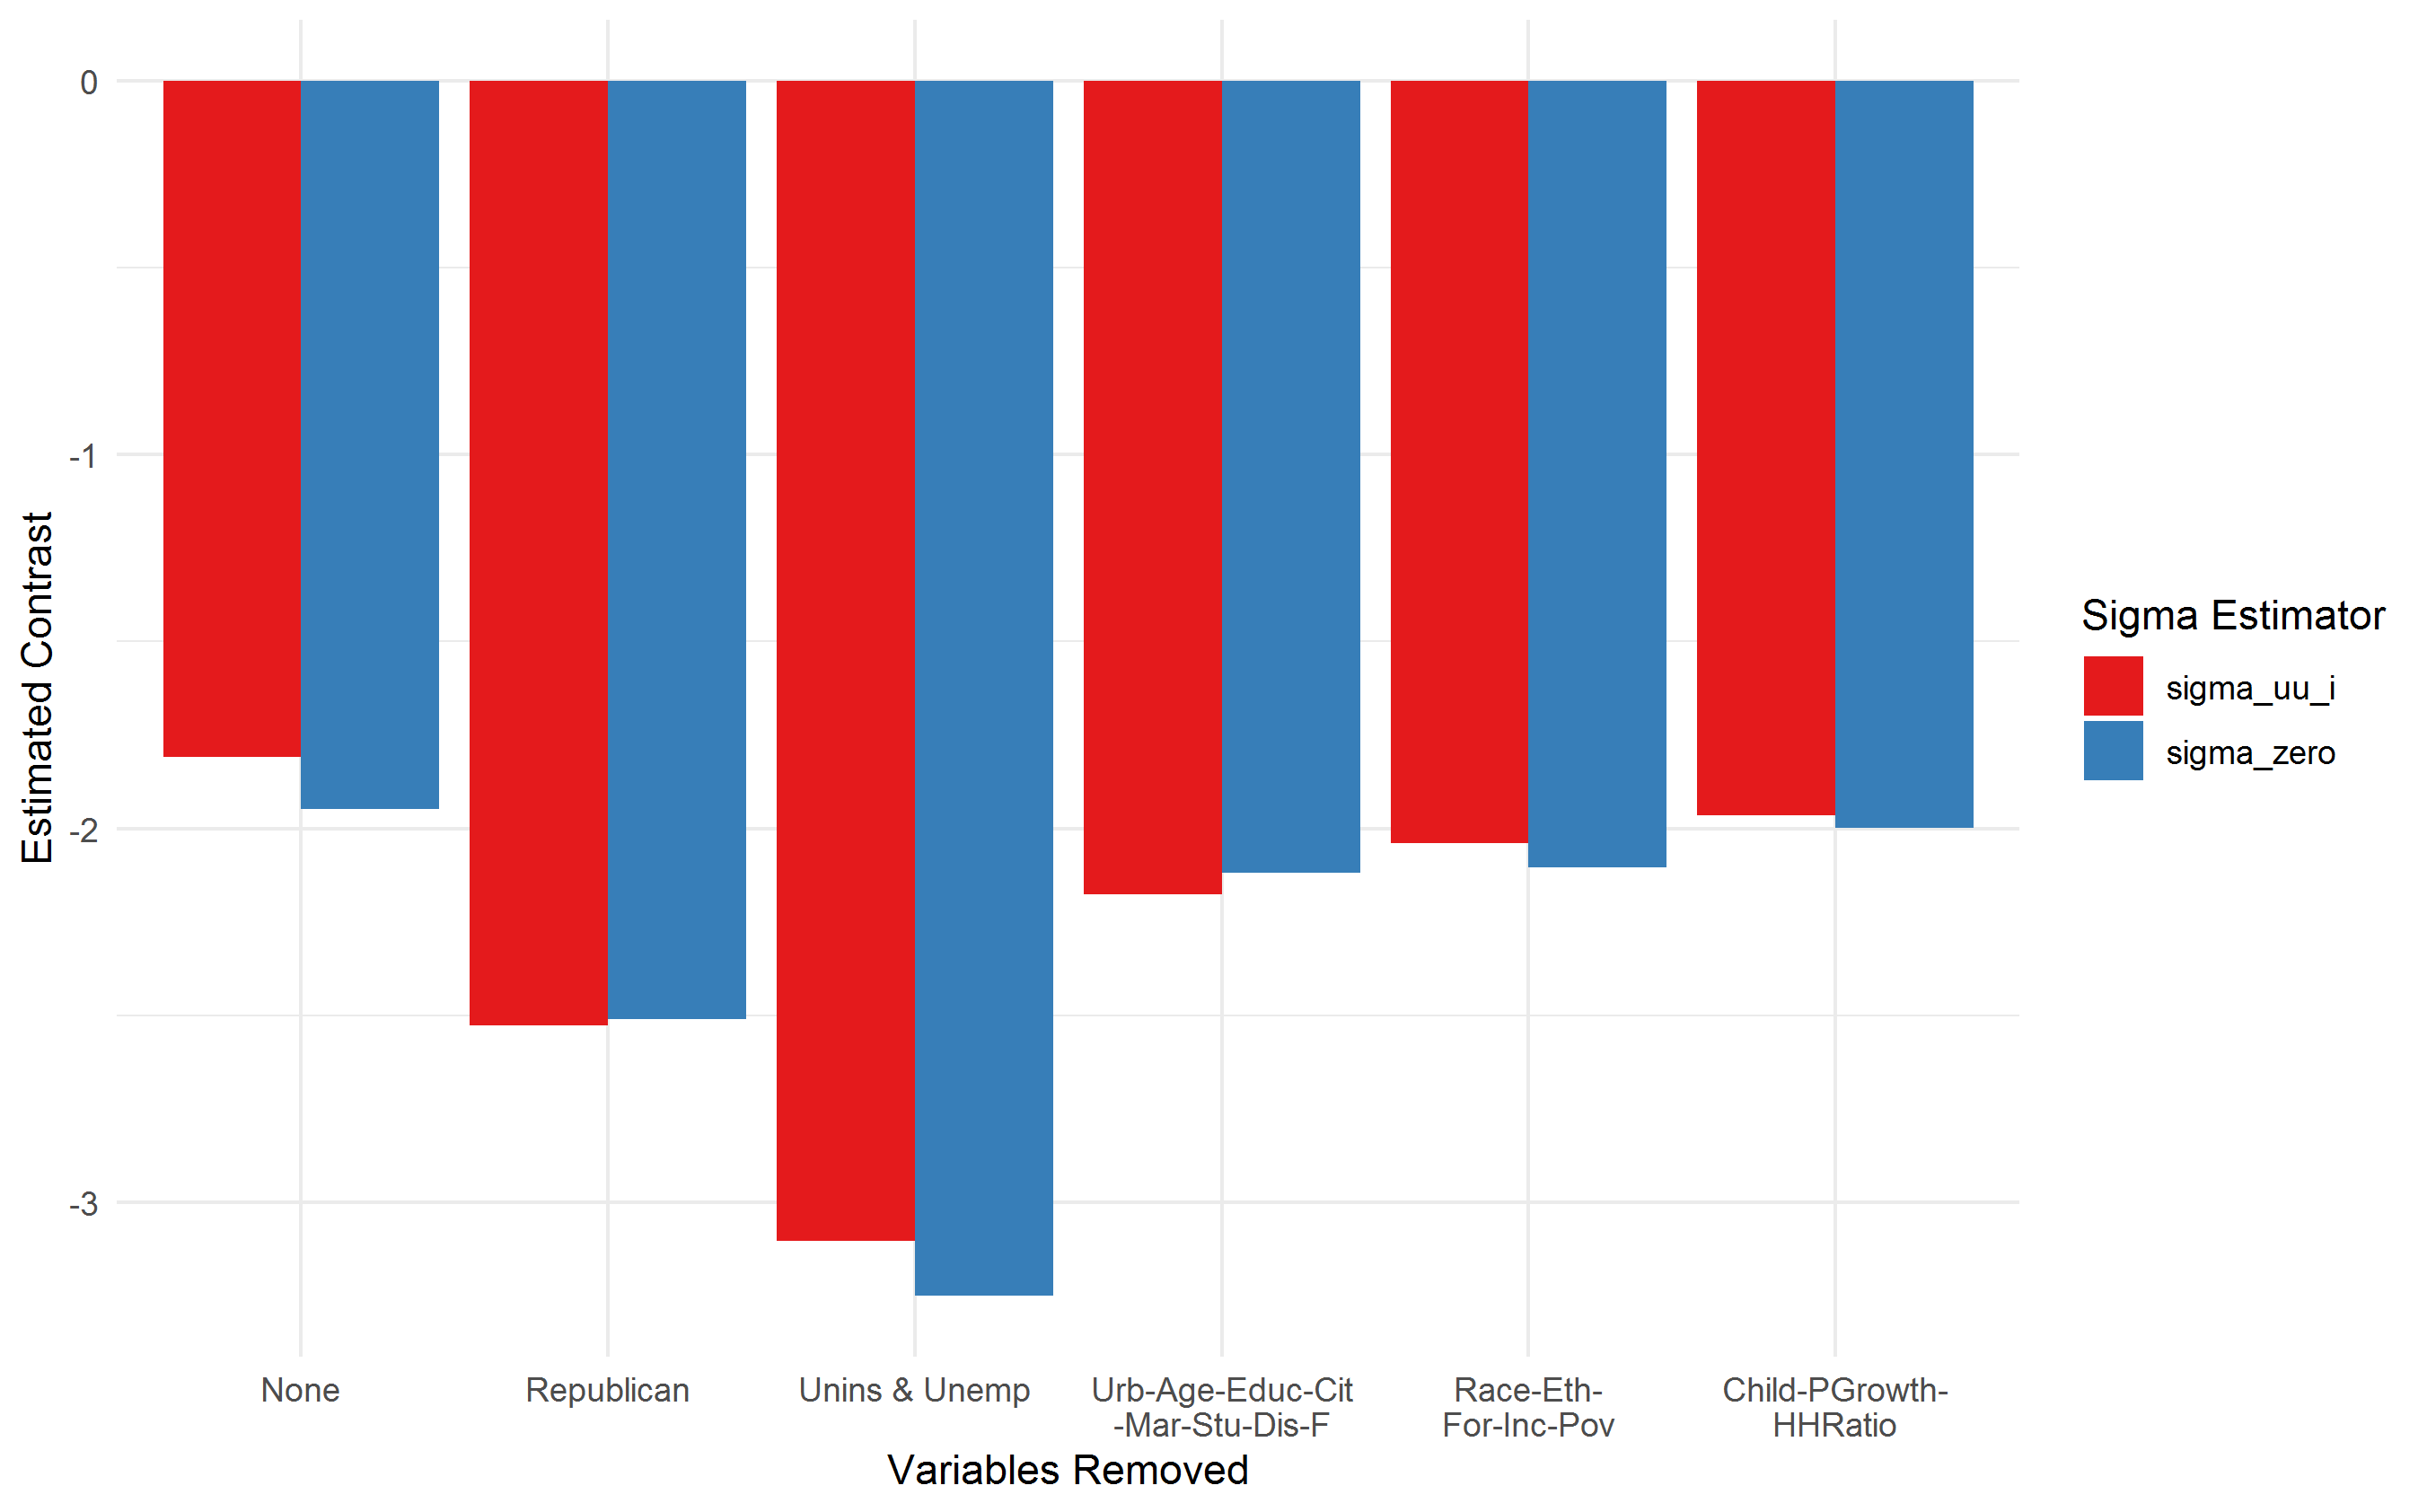 0
-1
-2
-3
Estimated Contrast
None
Republican
Unins & Unemp
Urb-Age-Educ-Cit
-Mar-Stu-Dis-F
Race-Eth-
For-Inc-Pov
Child-PGrowth-
HHRatio
Variables Removed
Sigma Estimator
sigma_uu_i
sigma_zero